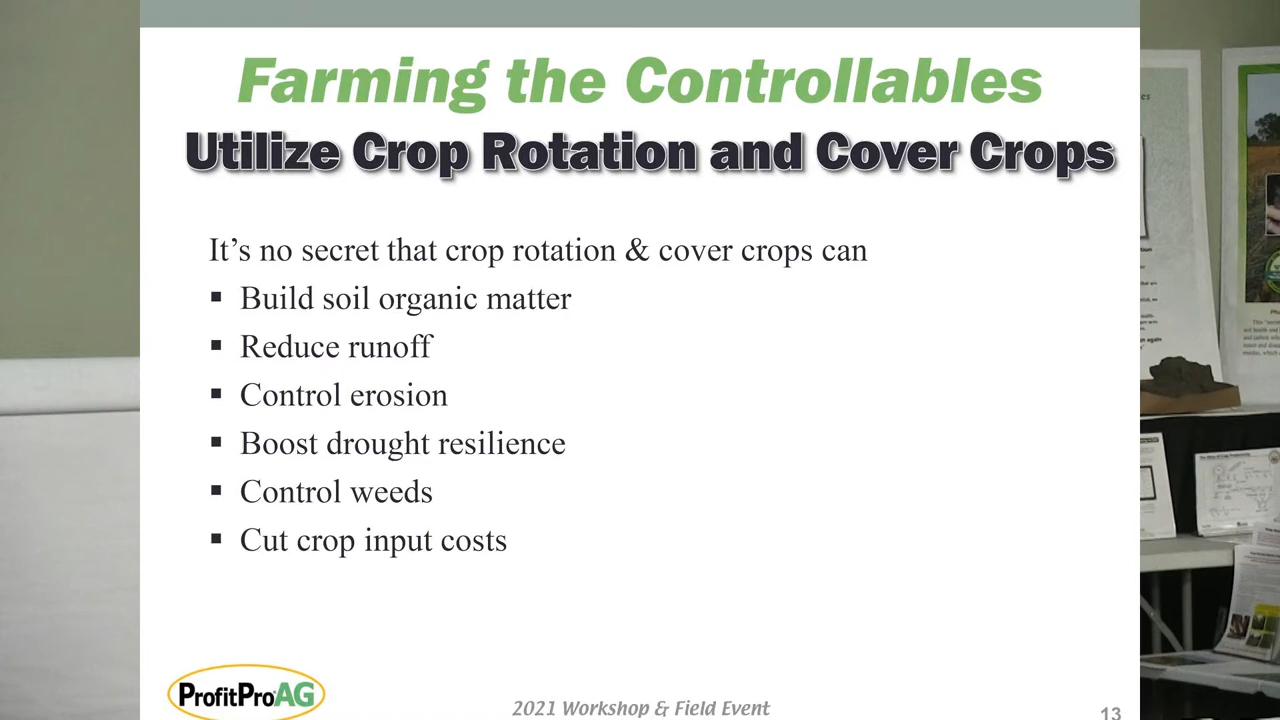 Farming the Controllables
Utilize Crop Rotation and Cover Crops
It’s no secret that crop rotation & cover crops can
▪ Build soil organic matter
▪ Reduce runoff
▪ Control erosion
▪ Boost drought resilience
▪ Control weeds
▪ Cut crop input costs
ProfitProAG
2021 Workshop & Field Event
13